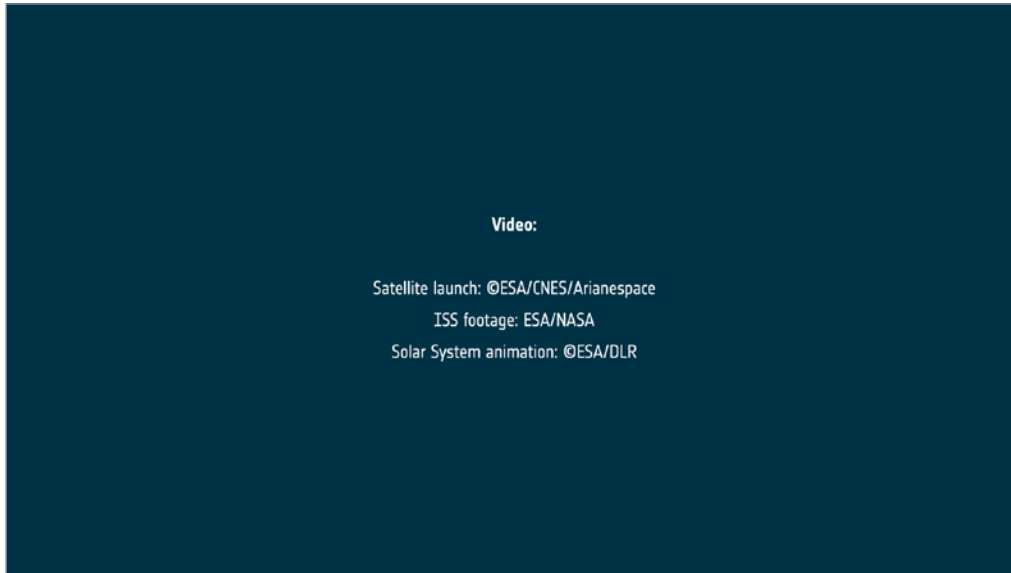 Video:
Satellite launch: ©ESA/CNES/Arianespace
ISS footage: ESA/NASA
Solar System animation: ©ESA/DLR